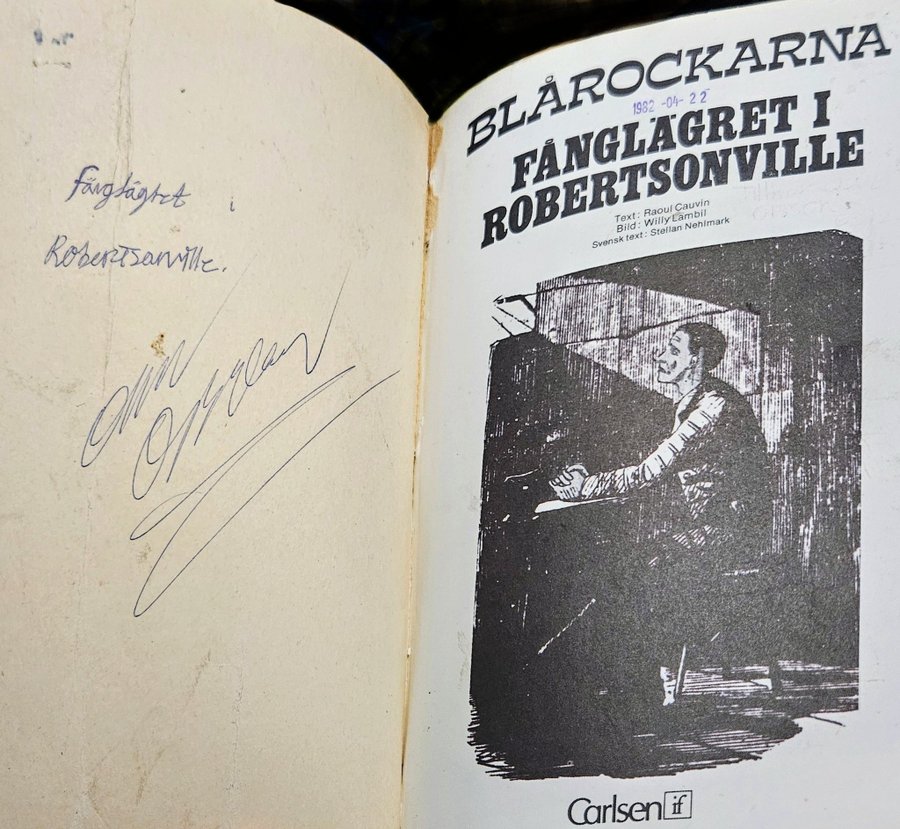 Fånglägret i
Robertsanville.
BLÅROCKARNA
1982 -04- 22
FÅNGLÄGRET I
ROBERTSONVILLE
Text: Raoul Cauvin
Bild: Willy Lambil
Svensk text: Stellan Nehlmark
Carlsen if